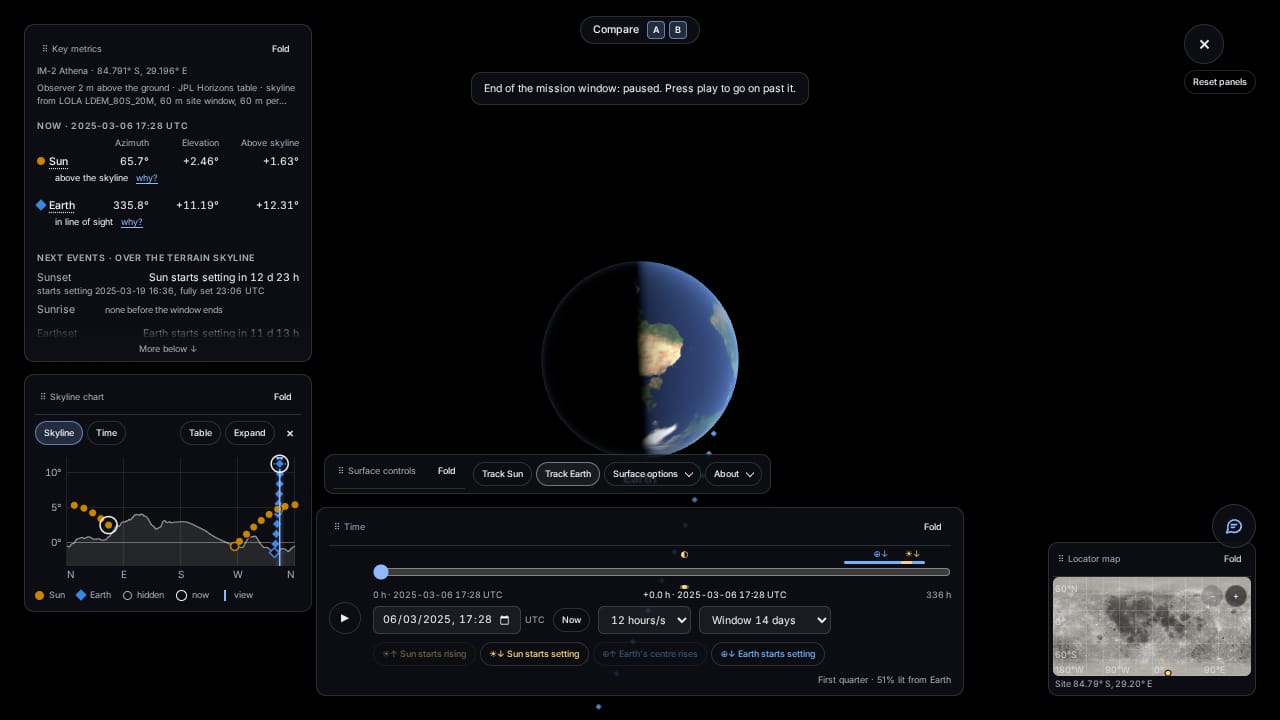 Compare A B
Reset panels
End of the mission window: paused. Press play to go on past it.
Key metrics Fold
IM-2 Athena · 84.791° S, 29.196° E
Observer 2 m above the ground · JPL Horizons table · skyline
from LOLA LDEM_80S_20M, 60 m site window, 60 m per...
NOW · 2025-03-06 17:28 UTC
Azimuth Elevation Above skyline
Sun 65.7° +2.46° +1.63°
above the skyline why?
Earth 335.8° +11.19° +12.31°
in line of sight why?
NEXT EVENTS · OVER THE TERRAIN SKYLINE
Sunset Sun starts setting in 12 d 23 h
starts setting 2025-03-19 16:36, fully set 23:06 UTC
Sunrise none before the window ends
Earthset Earth starts setting in 11 d 13 h
More below ↓
Skyline chart Fold
Skyline Time Table Expand ×
10°
5°
0°
N E S W N
Sun Earth hidden now view
Surface controls Fold Track Sun Track Earth Surface options About
Earth
Time Fold
0 h · 2025-03-06 17:28 UTC +0.0 h · 2025-03-06 17:28 UTC 336 h
06/03/2025, 17:28 UTC Now 12 hours/s Window 14 days
☀↑ Sun starts rising ☀↓ Sun starts setting ⊕↑ Earth's centre rises ⊕↓ Earth starts setting
First quarter · 51% lit from Earth
Locator map Fold
60°N
0°
60°S
180°W 90°W 0° 90°E
Site 84.79° S, 29.20° E